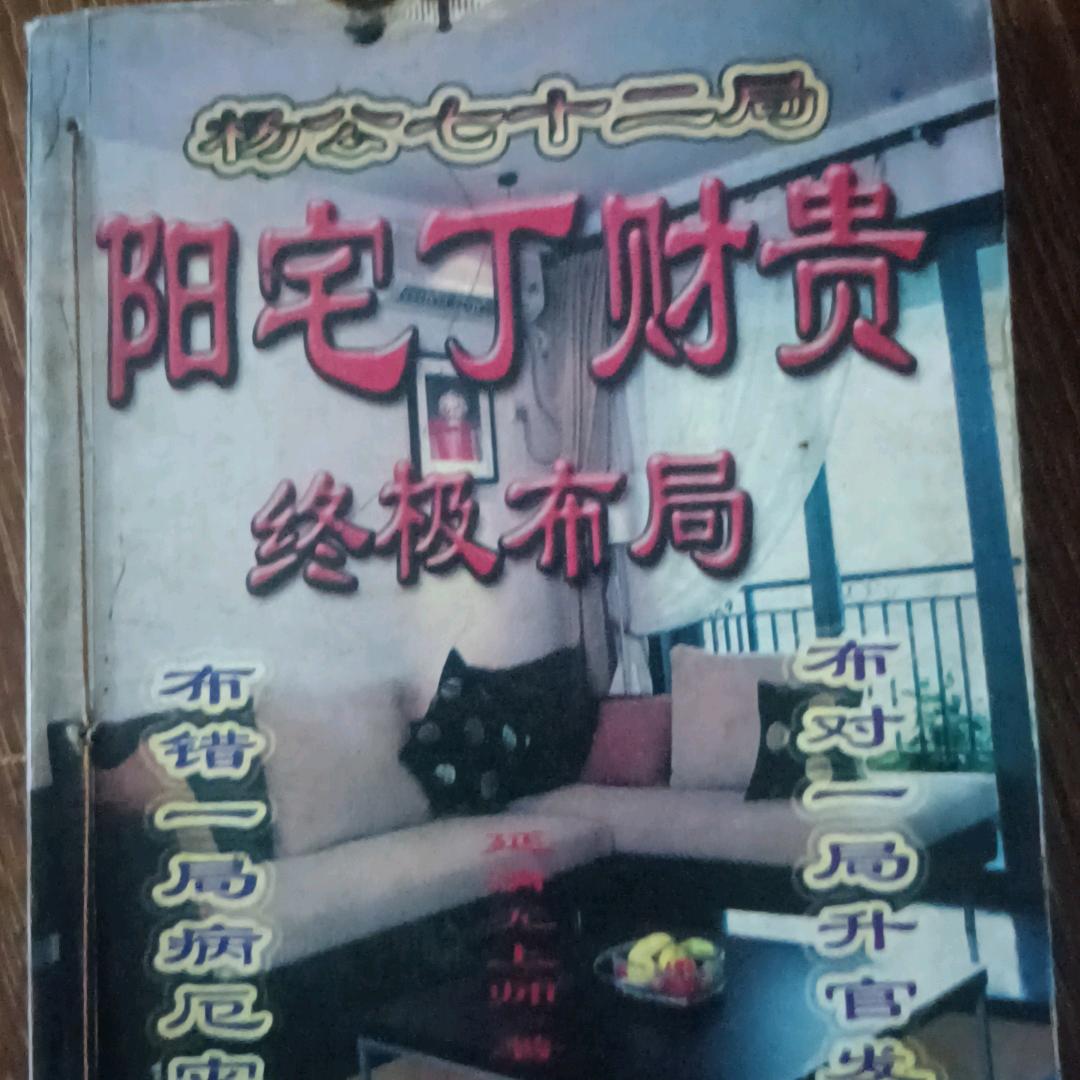 杨公七十二局
阳宅丁财贵
终极布局
布对一局升官发
布错一局病厄